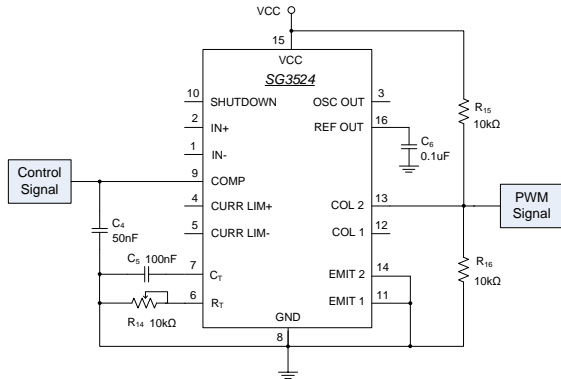 VCC
15
VCC
SG3524
10
SHUTDOWN
OSC OUT
3
2
IN+
REF OUT
16
R15
10kΩ
C6
0.1uF
1
IN-
Control
Signal
9
COMP
4
CURR LIM+
COL 2
13
PWM
Signal
C4
50nF
5
CURR LIM-
COL 1
12
C5 100nF
7
CT
EMIT 2
14
R16
10kΩ
6
RT
EMIT 1
11
R14 10kΩ
GND
8